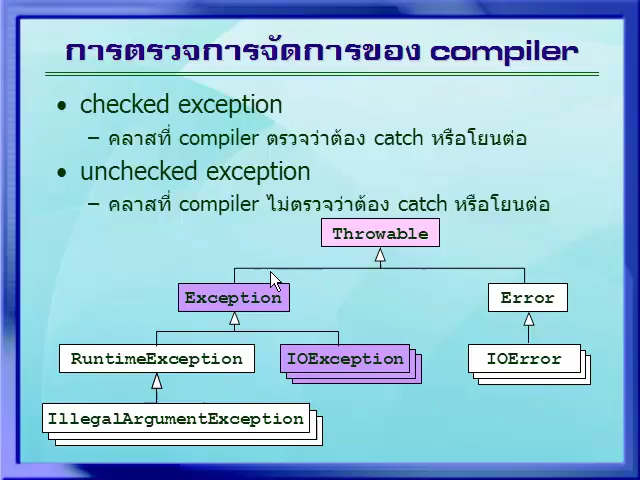 การตรวจการจัดการของ compiler
• checked exception
– คลาสที่ compiler ตรวจว่าต้อง catch หรือโยนต่อ
• unchecked exception
– คลาสที่ compiler ไม่ตรวจว่าต้อง catch หรือโยนต่อ
Throwable
Exception Error
RuntimeException IOException IOError
IllegalArgumentException